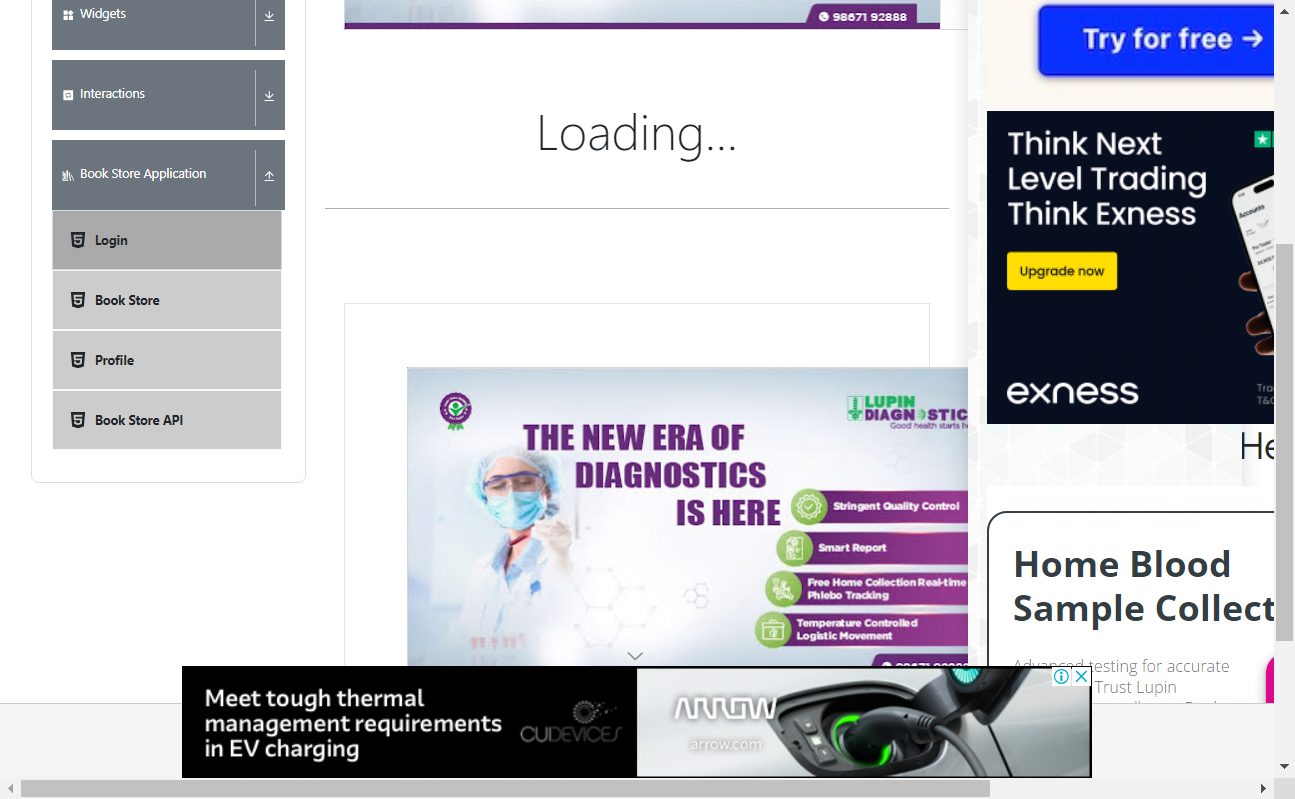 Widgets
Interactions
Book Store Application
Login
Book Store
Profile
Book Store API
98671 92888
Loading...
THE NEW ERA OF
DIAGNOSTICS
IS HERE
LUPIN
DIAGNOSTIC
Good health starts he
Stringent Quality Control
Smart Report
Free Home Collection Real-time
Phlebo Tracking
Temperature Controlled
Logistic Movement
Try for free →
Think Next
Level Trading
Think Exness
Upgrade now
Accounts
exness
Tra
T&C
He
Home Blood
Sample Collect
Advanced testing for accurate
Trust Lupin
Meet tough thermal
management requirements
in EV charging
CUIDEVICES
ARROW
arrow.com